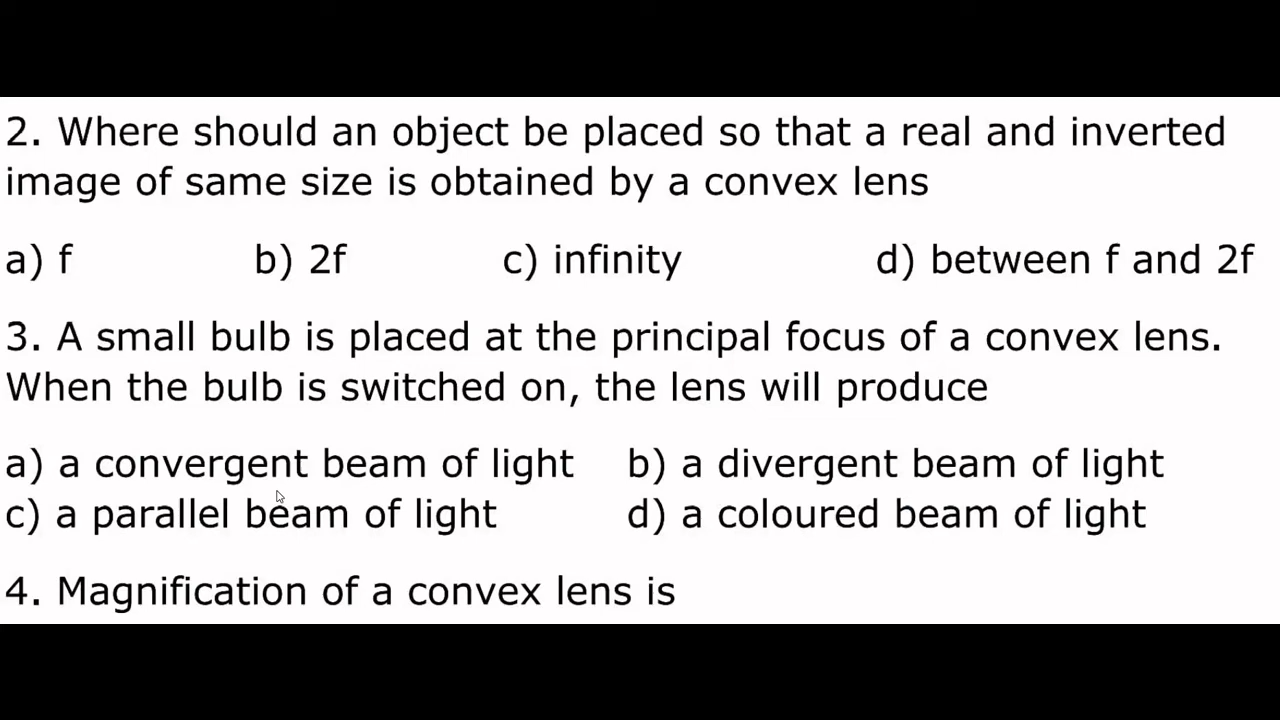 2. Where should an object be placed so that a real and inverted
image of same size is obtained by a convex lens
a) f b) 2f c) infinity d) between f and 2f
3. A small bulb is placed at the principal focus of a convex lens.
When the bulb is switched on, the lens will produce
a) a convergent beam of light b) a divergent beam of light
c) a parallel beam of light d) a coloured beam of light
4. Magnification of a convex lens is